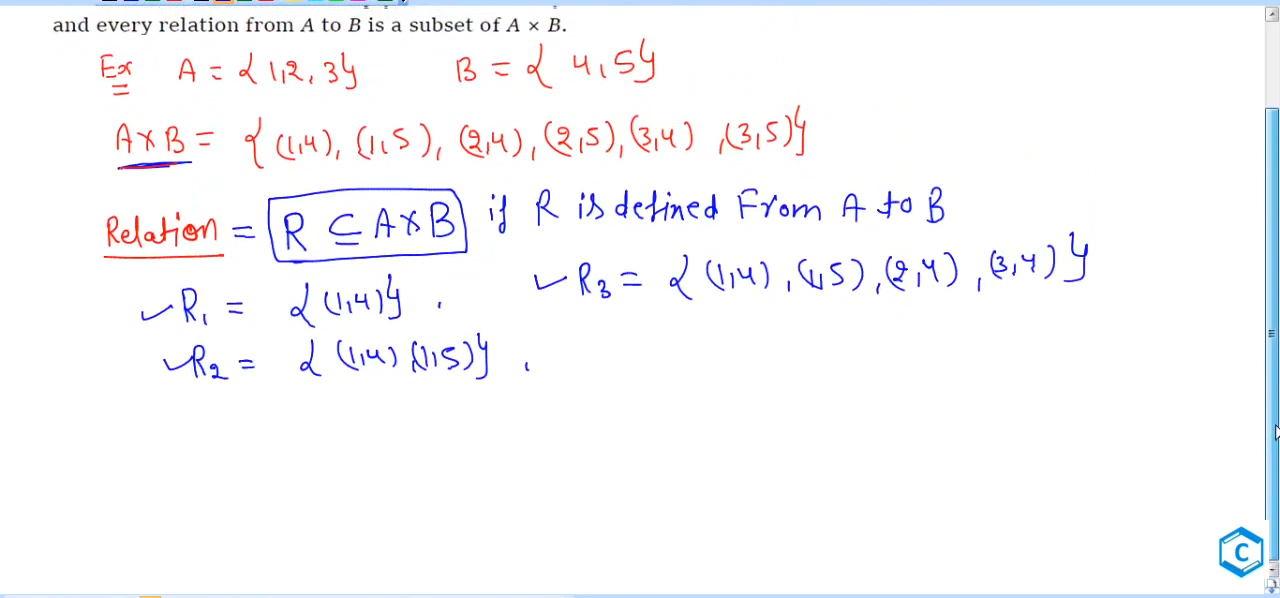 and every relation from A to B is a subset of A × B.
Ex A = {1,2,3} B = {4,5}
A×B = {(1,4), (1,5), (2,4), (2,5), (3,4), (3,5)}
Relation = R ⊆ A×B if R is defined From A to B
✓R₁ = {(1,4)}. ✓R₃ = {(1,4), (1,5), (2,4), (3,4)}
✓R₂ = {(1,4) (1,5)},
C